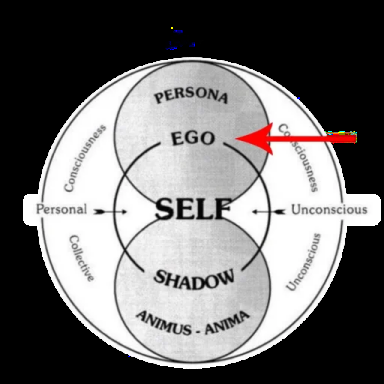 PERSONA
EGO
Consciousness
Consciousness
Personal
SELF
Unconscious
Collective
Unconscious
SHADOW
ANIMUS - ANIMA